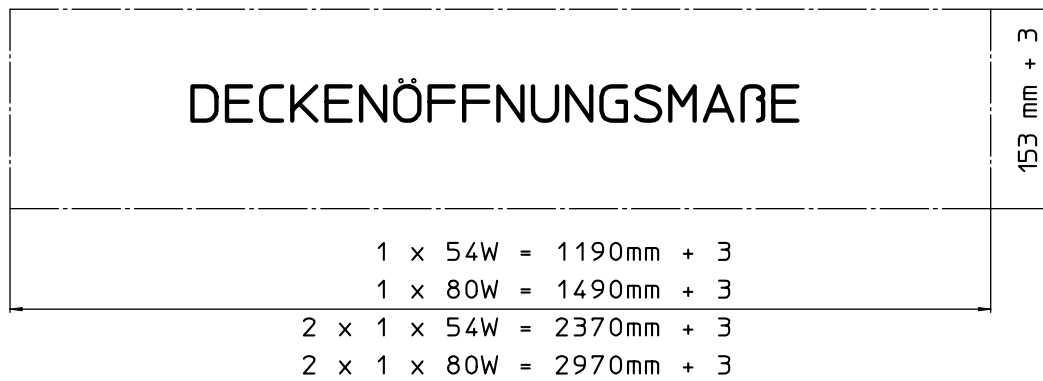 DECKENÖFFNUNGSMAßE
153 mm + 3
1 x 54W = 1190mm + 3
1 x 80W = 1490mm + 3
2 x 1 x 54W = 2370mm + 3
2 x 1 x 80W = 2970mm + 3